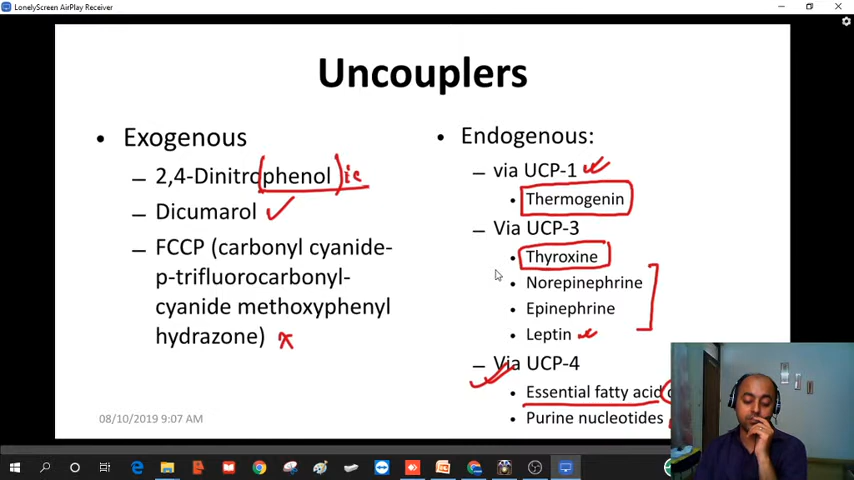 LonelyScreen AirPlay Receiver
Uncouplers
• Exogenous
– 2,4-Dinitrophenol) ic
– Dicumarol
– FCCP (carbonyl cyanide-
p-trifluorocarbonyl-
cyanide methoxyphenyl
hydrazone) x
• Endogenous:
– via UCP-1
• Thermogenin
– Via UCP-3
• Thyroxine
• Norepinephrine
• Epinephrine
• Leptin
– Via UCP-4
• Essential fatty acid
• Purine nucleotides
08/10/2019 9:07 AM